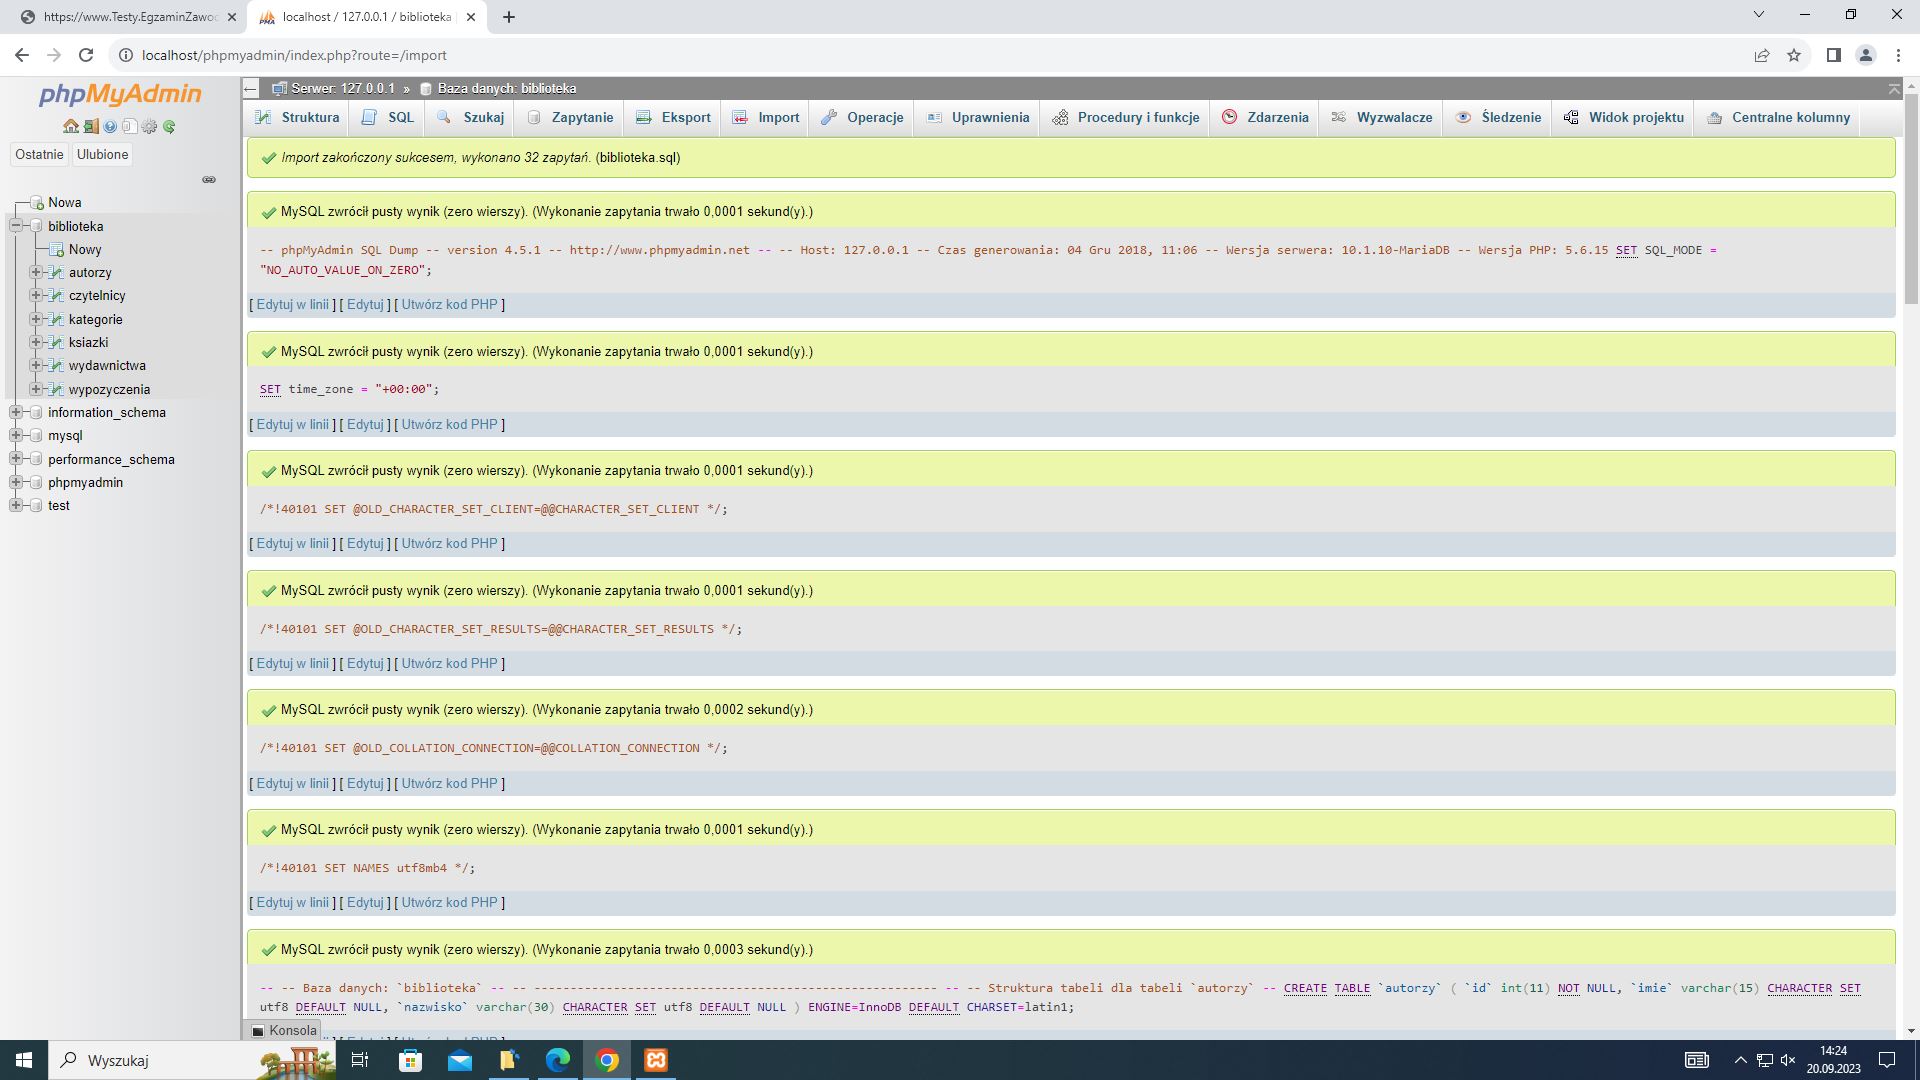 https://www.Testy.EgzaminZawod
localhost / 127.0.0.1 / biblioteka
localhost/phpmyadmin/index.php?route=/import
phpMyAdmin
Ostatnie Ulubione
Nowa
biblioteka
Nowy
autorzy
czytelnicy
kategorie
ksiazki
wydawnictwa
wypozyczenia
information_schema
mysql
performance_schema
phpmyadmin
test
Serwer: 127.0.0.1 » Baza danych: biblioteka
Struktura SQL Szukaj Zapytanie Eksport Import Operacje Uprawnienia Procedury i funkcje Zdarzenia Wyzwalacze Śledzenie Widok projektu Centralne kolumny
Import zakończony sukcesem, wykonano 32 zapytań. (biblioteka.sql)
MySQL zwrócił pusty wynik (zero wierszy). (Wykonanie zapytania trwało 0,0001 sekund(y).)
-- phpMyAdmin SQL Dump -- version 4.5.1 -- http://www.phpmyadmin.net -- -- Host: 127.0.0.1 -- Czas generowania: 04 Gru 2018, 11:06 -- Wersja serwera: 10.1.10-MariaDB -- Wersja PHP: 5.6.15 SET SQL_MODE =
"NO_AUTO_VALUE_ON_ZERO";
[ Edytuj w linii ] [ Edytuj ] [ Utwórz kod PHP ]
MySQL zwrócił pusty wynik (zero wierszy). (Wykonanie zapytania trwało 0,0001 sekund(y).)
SET time_zone = "+00:00";
[ Edytuj w linii ] [ Edytuj ] [ Utwórz kod PHP ]
MySQL zwrócił pusty wynik (zero wierszy). (Wykonanie zapytania trwało 0,0001 sekund(y).)
/*!40101 SET @OLD_CHARACTER_SET_CLIENT=@@CHARACTER_SET_CLIENT */;
[ Edytuj w linii ] [ Edytuj ] [ Utwórz kod PHP ]
MySQL zwrócił pusty wynik (zero wierszy). (Wykonanie zapytania trwało 0,0001 sekund(y).)
/*!40101 SET @OLD_CHARACTER_SET_RESULTS=@@CHARACTER_SET_RESULTS */;
[ Edytuj w linii ] [ Edytuj ] [ Utwórz kod PHP ]
MySQL zwrócił pusty wynik (zero wierszy). (Wykonanie zapytania trwało 0,0002 sekund(y).)
/*!40101 SET @OLD_COLLATION_CONNECTION=@@COLLATION_CONNECTION */;
[ Edytuj w linii ] [ Edytuj ] [ Utwórz kod PHP ]
MySQL zwrócił pusty wynik (zero wierszy). (Wykonanie zapytania trwało 0,0001 sekund(y).)
/*!40101 SET NAMES utf8mb4 */;
[ Edytuj w linii ] [ Edytuj ] [ Utwórz kod PHP ]
MySQL zwrócił pusty wynik (zero wierszy). (Wykonanie zapytania trwało 0,0003 sekund(y).)
-- -- Baza danych: `biblioteka` -- -- -------------------------------------------------------- -- -- Struktura tabeli dla tabeli `autorzy` -- CREATE TABLE `autorzy` ( `id` int(11) NOT NULL, `imie` varchar(15) CHARACTER SET
utf8 DEFAULT NULL, `nazwisko` varchar(30) CHARACTER SET utf8 DEFAULT NULL ) ENGINE=InnoDB DEFAULT CHARSET=latin1;
Konsola
Wyszukaj
14:24
20.09.2023